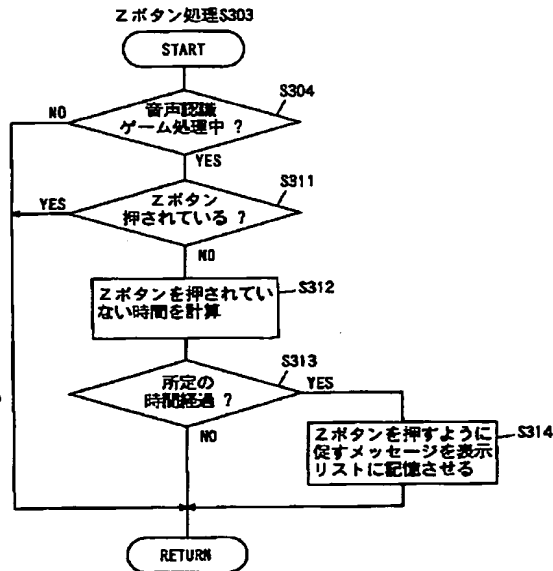 Zボタン処理S303
START
S304
音声認識
ゲーム処理中 ?
NO
YES
S311
Zボタン
押されている ?
YES
NO
S312
Zボタンを押されてい
ない時間を計算
S313
所定の
時間経過 ?
YES
NO
S314
Zボタンを押すように
促すメッセージを表示
リストに記憶させる
RETURN